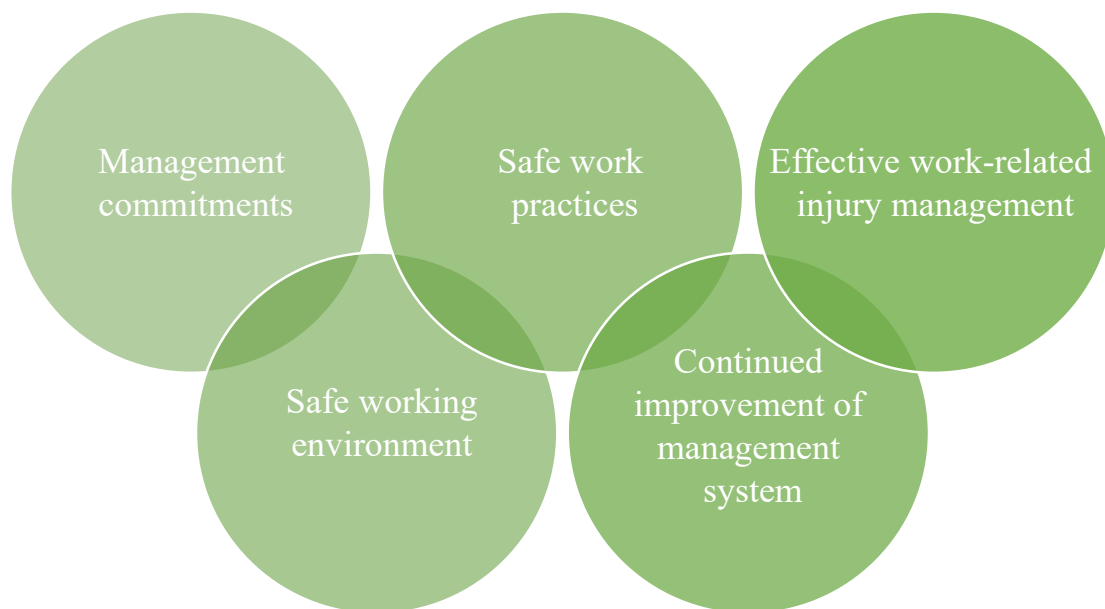 Management
commitments
Safe work
practices
Effective work-related
injury management
Safe working
environment
Continued
improvement of
management
system